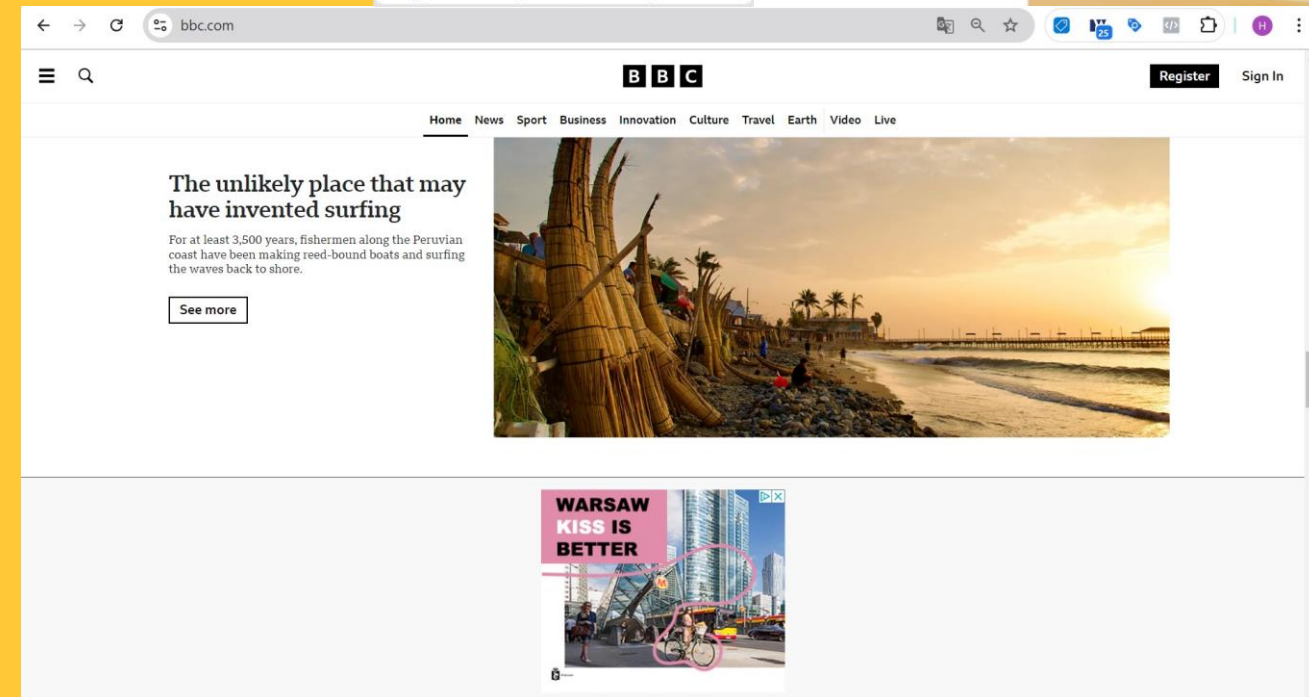 bbc.com
25
H
BBC
Register Sign In
Home News Sport Business Innovation Culture Travel Earth Video Live
The unlikely place that may
have invented surfing
For at least 3,500 years, fishermen along the Peruvian
coast have been making reed-bound boats and surfing
the waves back to shore.
See more
WARSAW
KISS IS
BETTER
M